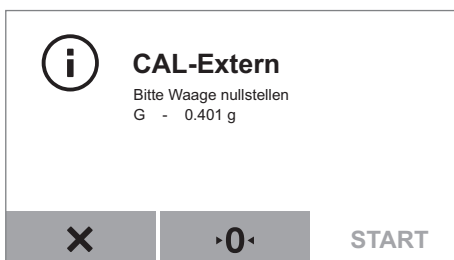 CAL-Extern
Bitte Waage nullstellen
G - 0.401 g
▸0◂ START